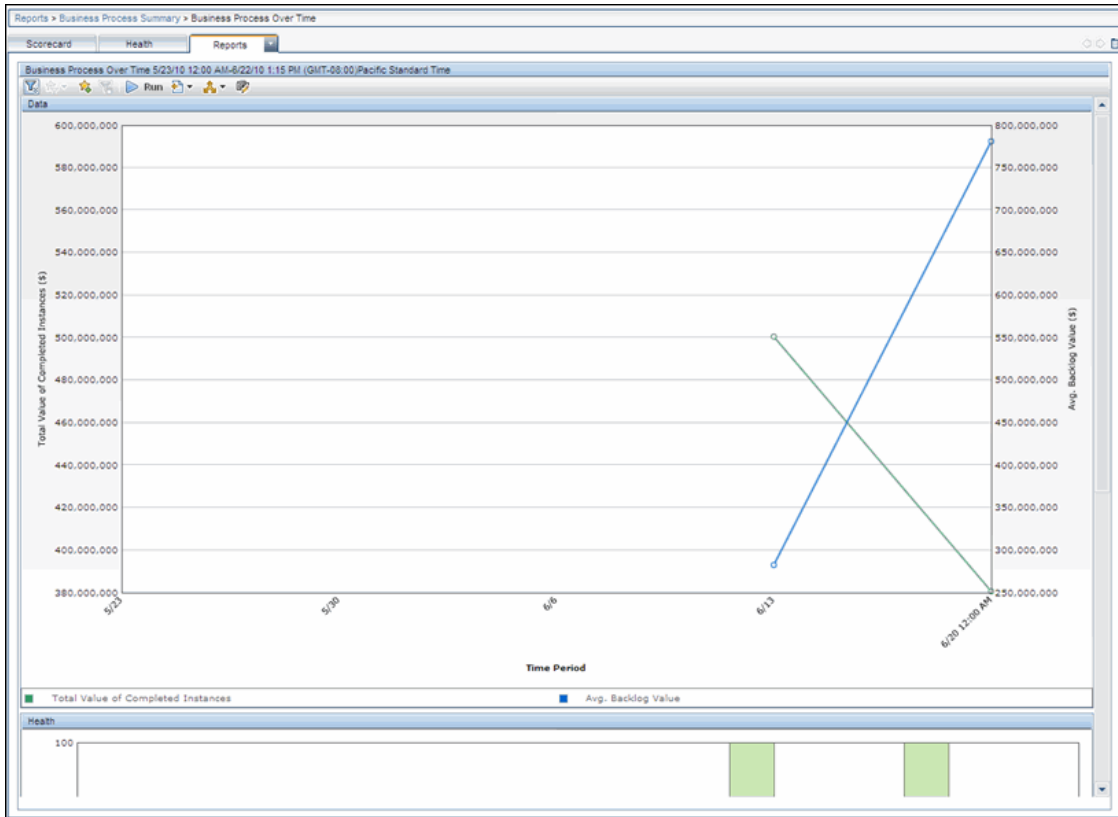 Reports > Business Process Summary > Business Process Over Time
Scorecard
Health
Reports
Business Process Over Time 5/23/10 12:00 AM-6/22/10 1:15 PM (GMT-08:00)Pacific Standard Time
Run
Data
600,000,000
580,000,000
560,000,000
540,000,000
520,000,000
500,000,000
480,000,000
460,000,000
440,000,000
420,000,000
400,000,000
380,000,000
Total Value of Completed Instances ($)
800,000,000
750,000,000
700,000,000
650,000,000
600,000,000
550,000,000
500,000,000
450,000,000
400,000,000
350,000,000
300,000,000
250,000,000
Avg. Backlog Value ($)
5/23
5/30
6/6
6/13
6/20 12:00 AM
Time Period
Total Value of Completed Instances
Avg. Backlog Value
Health
100